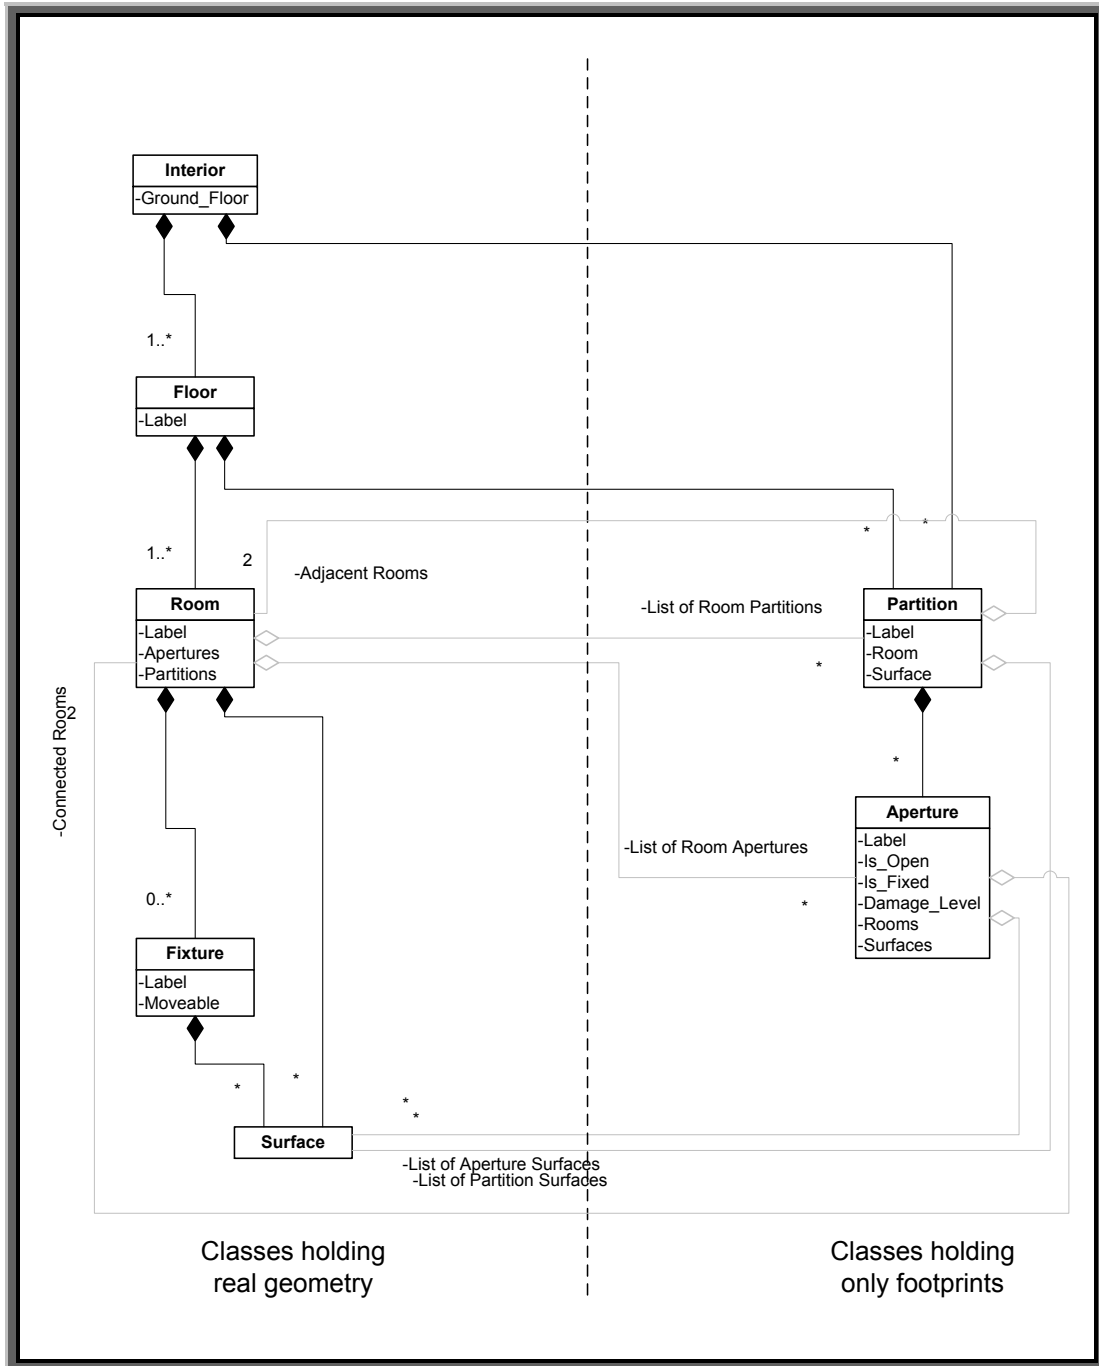 Interior
-Ground_Floor
1..*
Floor
-Label
1..*
2
-Adjacent Rooms
*
*
Room
-Label
-Apertures
-Partitions
-List of Room Partitions
*
Partition
-Label
-Room
-Surface
-Connected Rooms
2
*
Aperture
-Label
-Is_Open
-Is_Fixed
-Damage_Level
-Rooms
-Surfaces
-List of Room Apertures
*
0..*
Fixture
-Label
-Moveable
*
*
*
*
Surface
-List of Aperture Surfaces
-List of Partition Surfaces
Classes holding
real geometry
Classes holding
only footprints